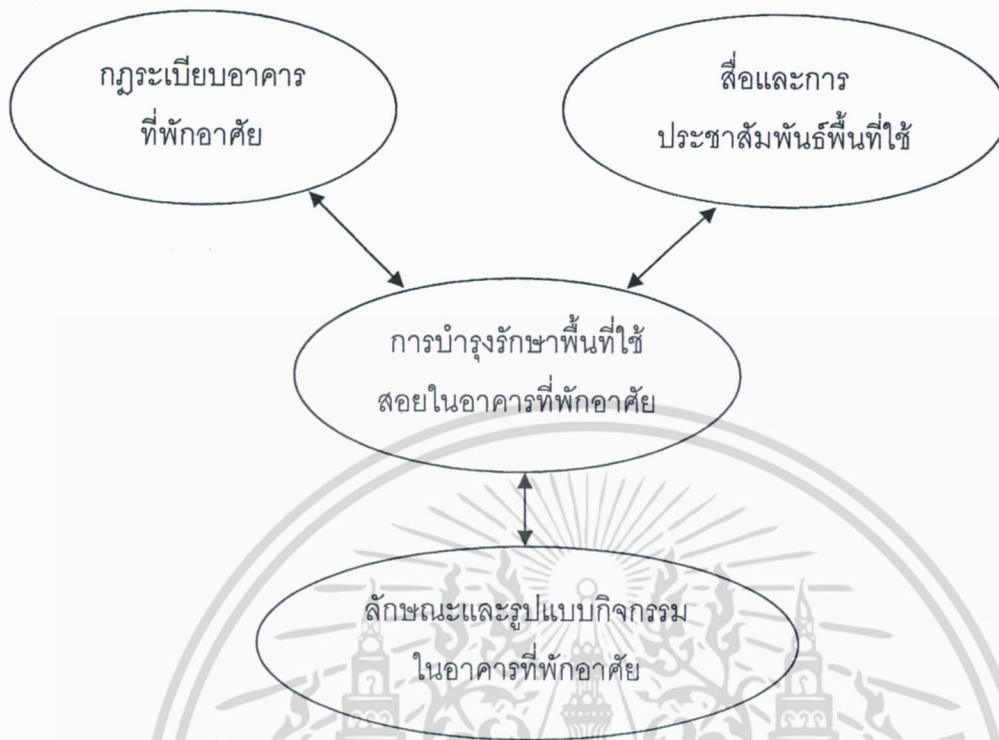 กฎระเบียบอาคาร
ที่พักอาศัย
สื่อและการ
ประชาสัมพันธ์พื้นที่ใช้
การบำรุงรักษาพื้นที่ใช้
สอยในอาคารที่พักอาศัย
ลักษณะและรูปแบบกิจกรรม
ในอาคารที่พักอาศัย